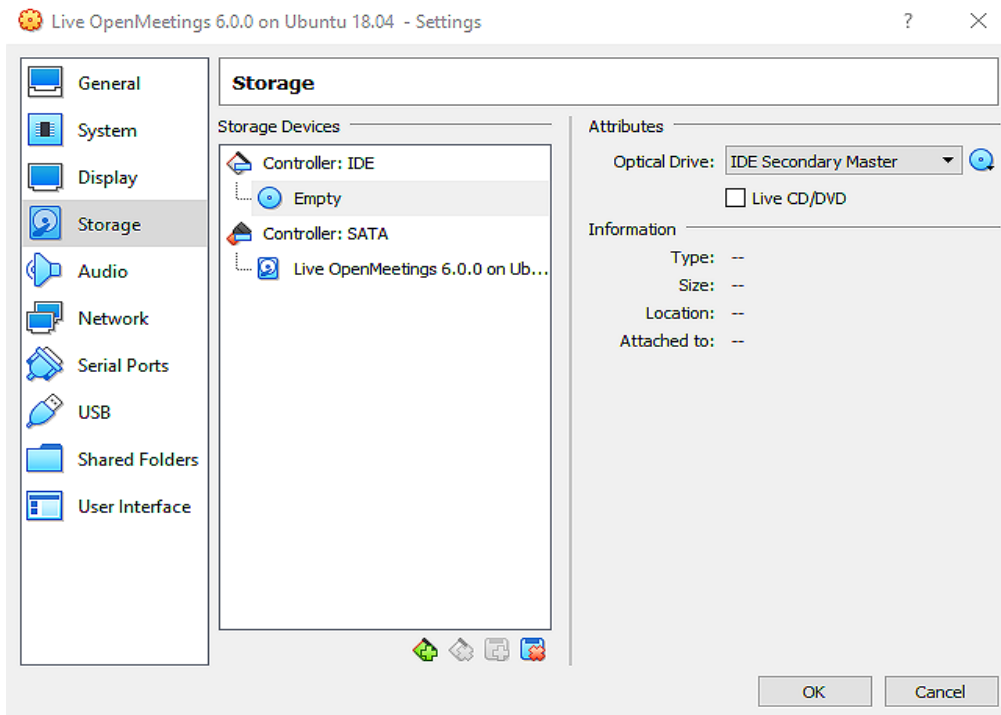 Live OpenMeetings 6.0.0 on Ubuntu 18.04 - Settings
?
General
System
Display
Storage
Audio
Network
Serial Ports
USB
Shared Folders
User Interface
Storage
Storage Devices
Controller: IDE
Empty
Controller: SATA
Live OpenMeetings 6.0.0 on Ub...
Attributes
Optical Drive: IDE Secondary Master
Live CD/DVD
Information
Type: --
Size: --
Location: --
Attached to: --
OK
Cancel